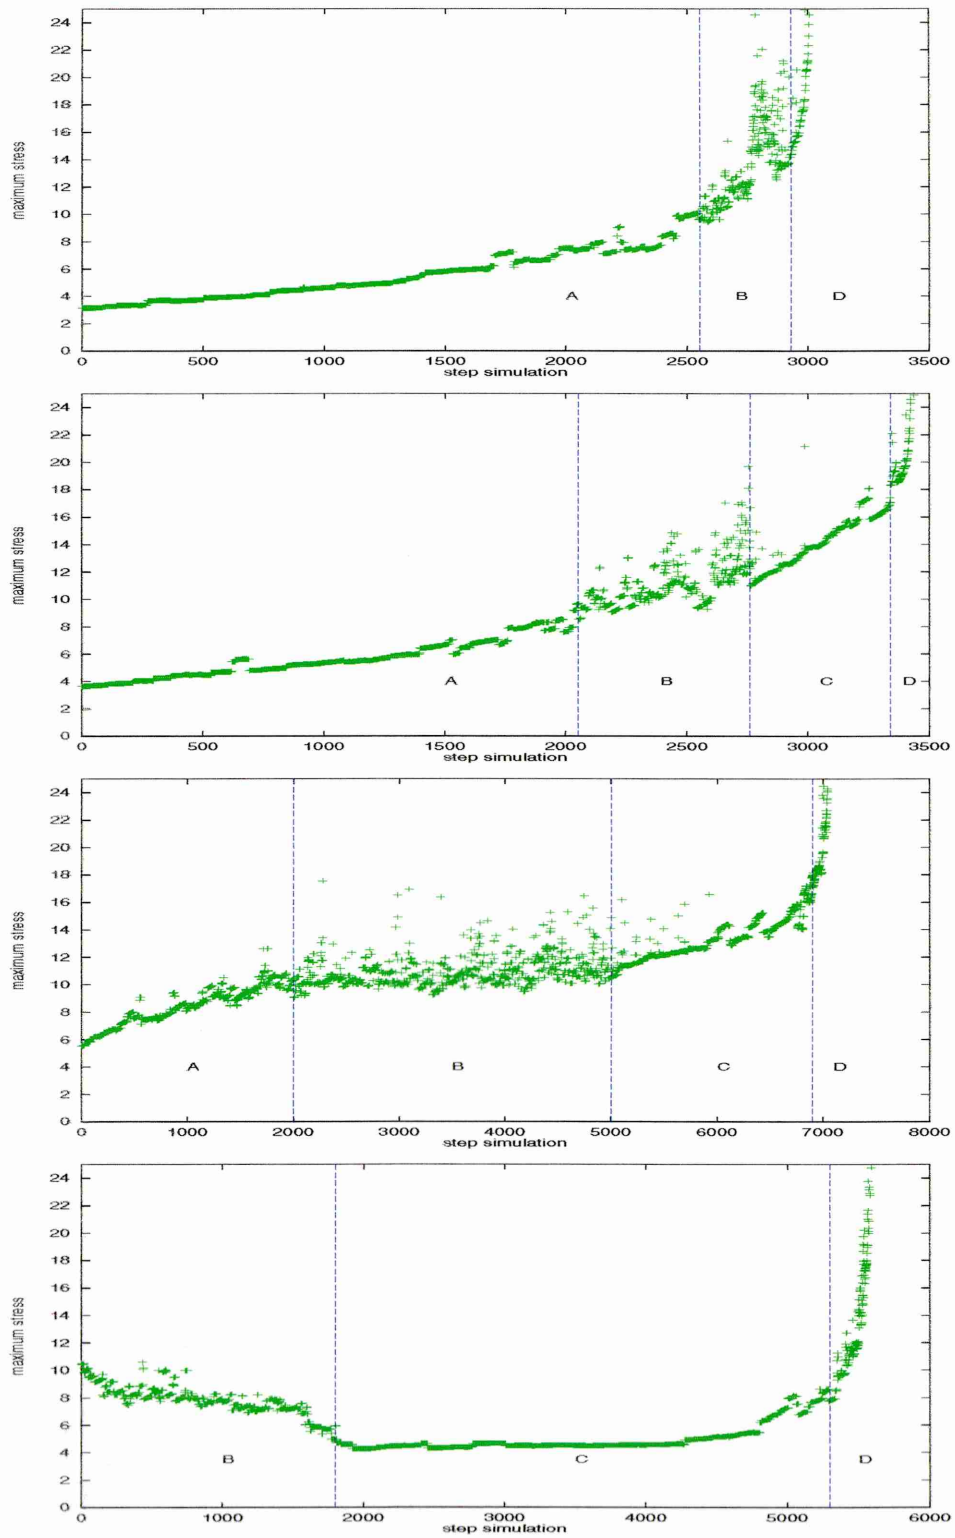 24
22
20
18
16
14
12
10
8
6
4
2
0
maximum stress
A
B
D
0 500 1000 1500 2000 2500 3000 3500
step simulation
24
22
20
18
16
14
12
10
8
6
4
2
0
maximum stress
A
B
C
D
0 500 1000 1500 2000 2500 3000 3500
step simulation
24
22
20
18
16
14
12
10
8
6
4
2
0
maximum stress
A
B
C
D
0 1000 2000 3000 4000 5000 6000 7000 8000
step simulation
24
22
20
18
16
14
12
10
8
6
4
2
0
maximum stress
B
C
D
0 1000 2000 3000 4000 5000 6000
step simulation